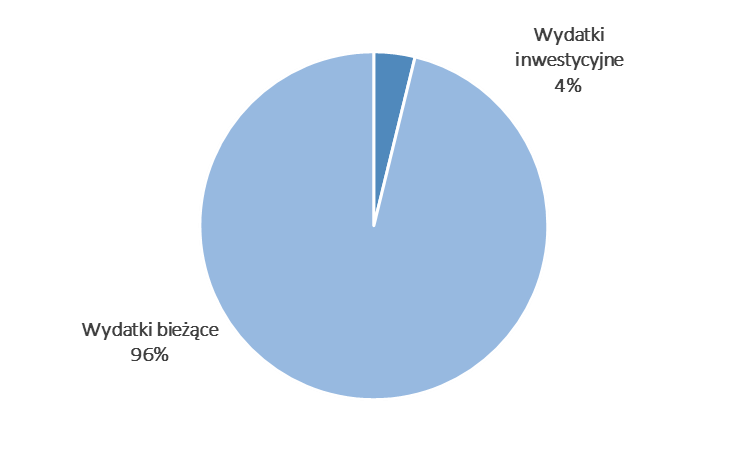 Wydatki
inwestycyjne
4%
Wydatki bieżące
96%